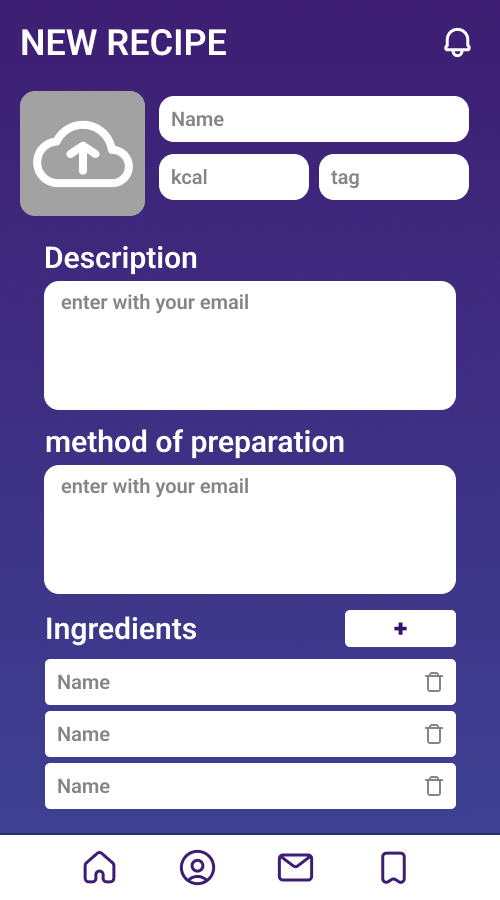 NEW RECIPE
Name
kcal
tag
Description
enter with your email
method of preparation
enter with your email
Ingredients
+
Name
Name
Name